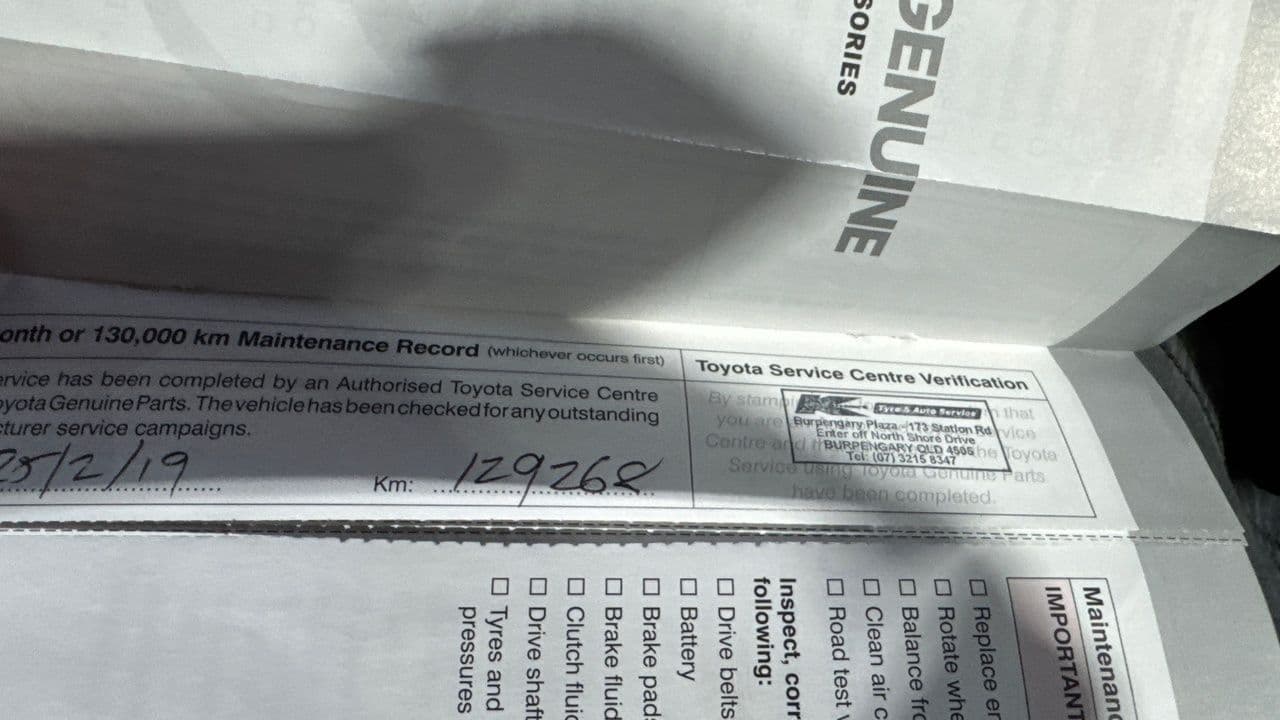 GENUINE
SORIES
onth or 130,000 km Maintenance Record (whichever occurs first)
ervice has been completed by an Authorised Toyota Service Centre
oyota Genuine Parts. The vehicle has been checked for any outstanding
cturer service campaigns.
25/2/19
Km: 129268
Toyota Service Centre Verification
By stampi that
you are vice
Centre and the Toyota
Service using Toyota Genuine Parts
have been completed.
Tyre & Auto Service
Burpengary Plaza - 173 Station Rd
Enter off North Shore Drive
BURPENGARY QLD 4505
Tel: (07) 3215 8347
Maintenanc
IMPORTANT
☐ Replace en
☐ Rotate whe
☐ Balance fro
☐ Clean air c
☐ Road test v
Inspect, corr
following:
☐ Drive belts
☐ Battery
☐ Brake pads
☐ Brake fluid
☐ Clutch fluid
☐ Drive shaft
☐ Tyres and
pressures